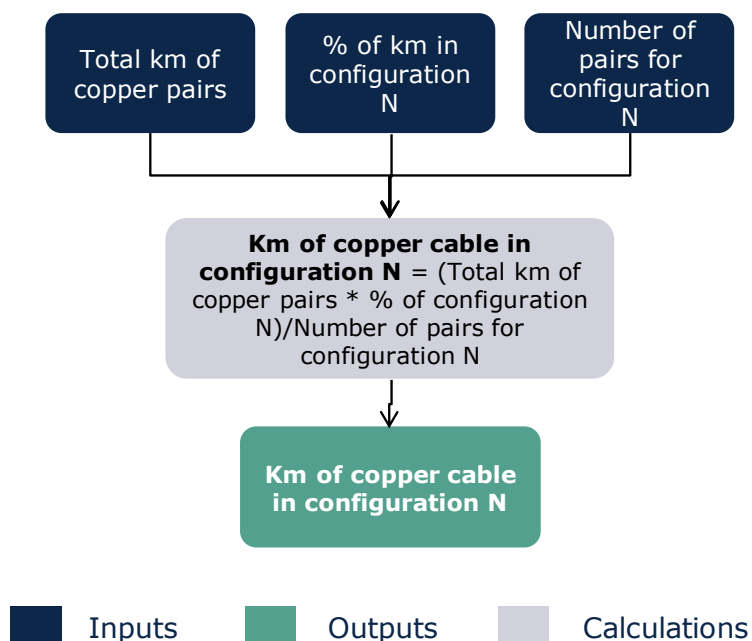 Total km of
copper pairs
% of km in
configuration
N
Number of
pairs for
configuration
N
Km of copper cable in
configuration N = (Total km of
copper pairs * % of configuration
N)/Number of pairs for
configuration N
Km of copper cable
in configuration N
Inputs
Outputs
Calculations